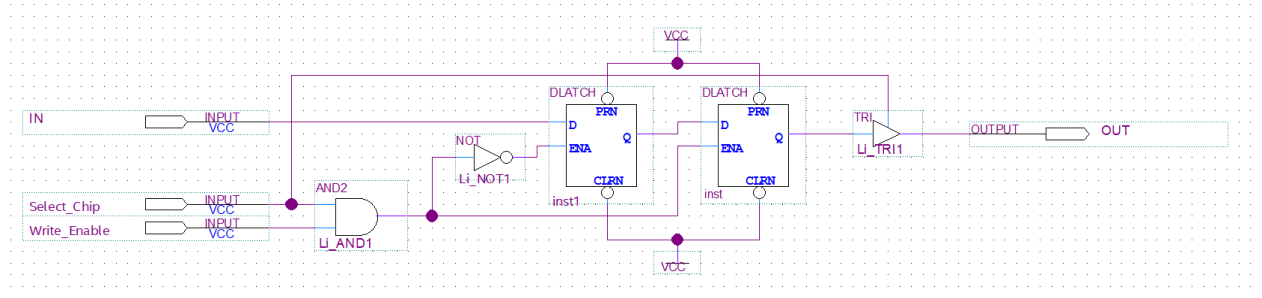 VCC
DLATCH
DLATCH
PRN
PRN
IN
INPUT
VCC
D
Q
ENA
D
Q
ENA
TRI
Li_TRI1
OUTPUT
OUT
NOT
Li_NOT1
CLRN
CLRN
inst1
inst
Select_Chip
INPUT
VCC
AND2
Write_Enable
INPUT
VCC
Li_AND1
VCC